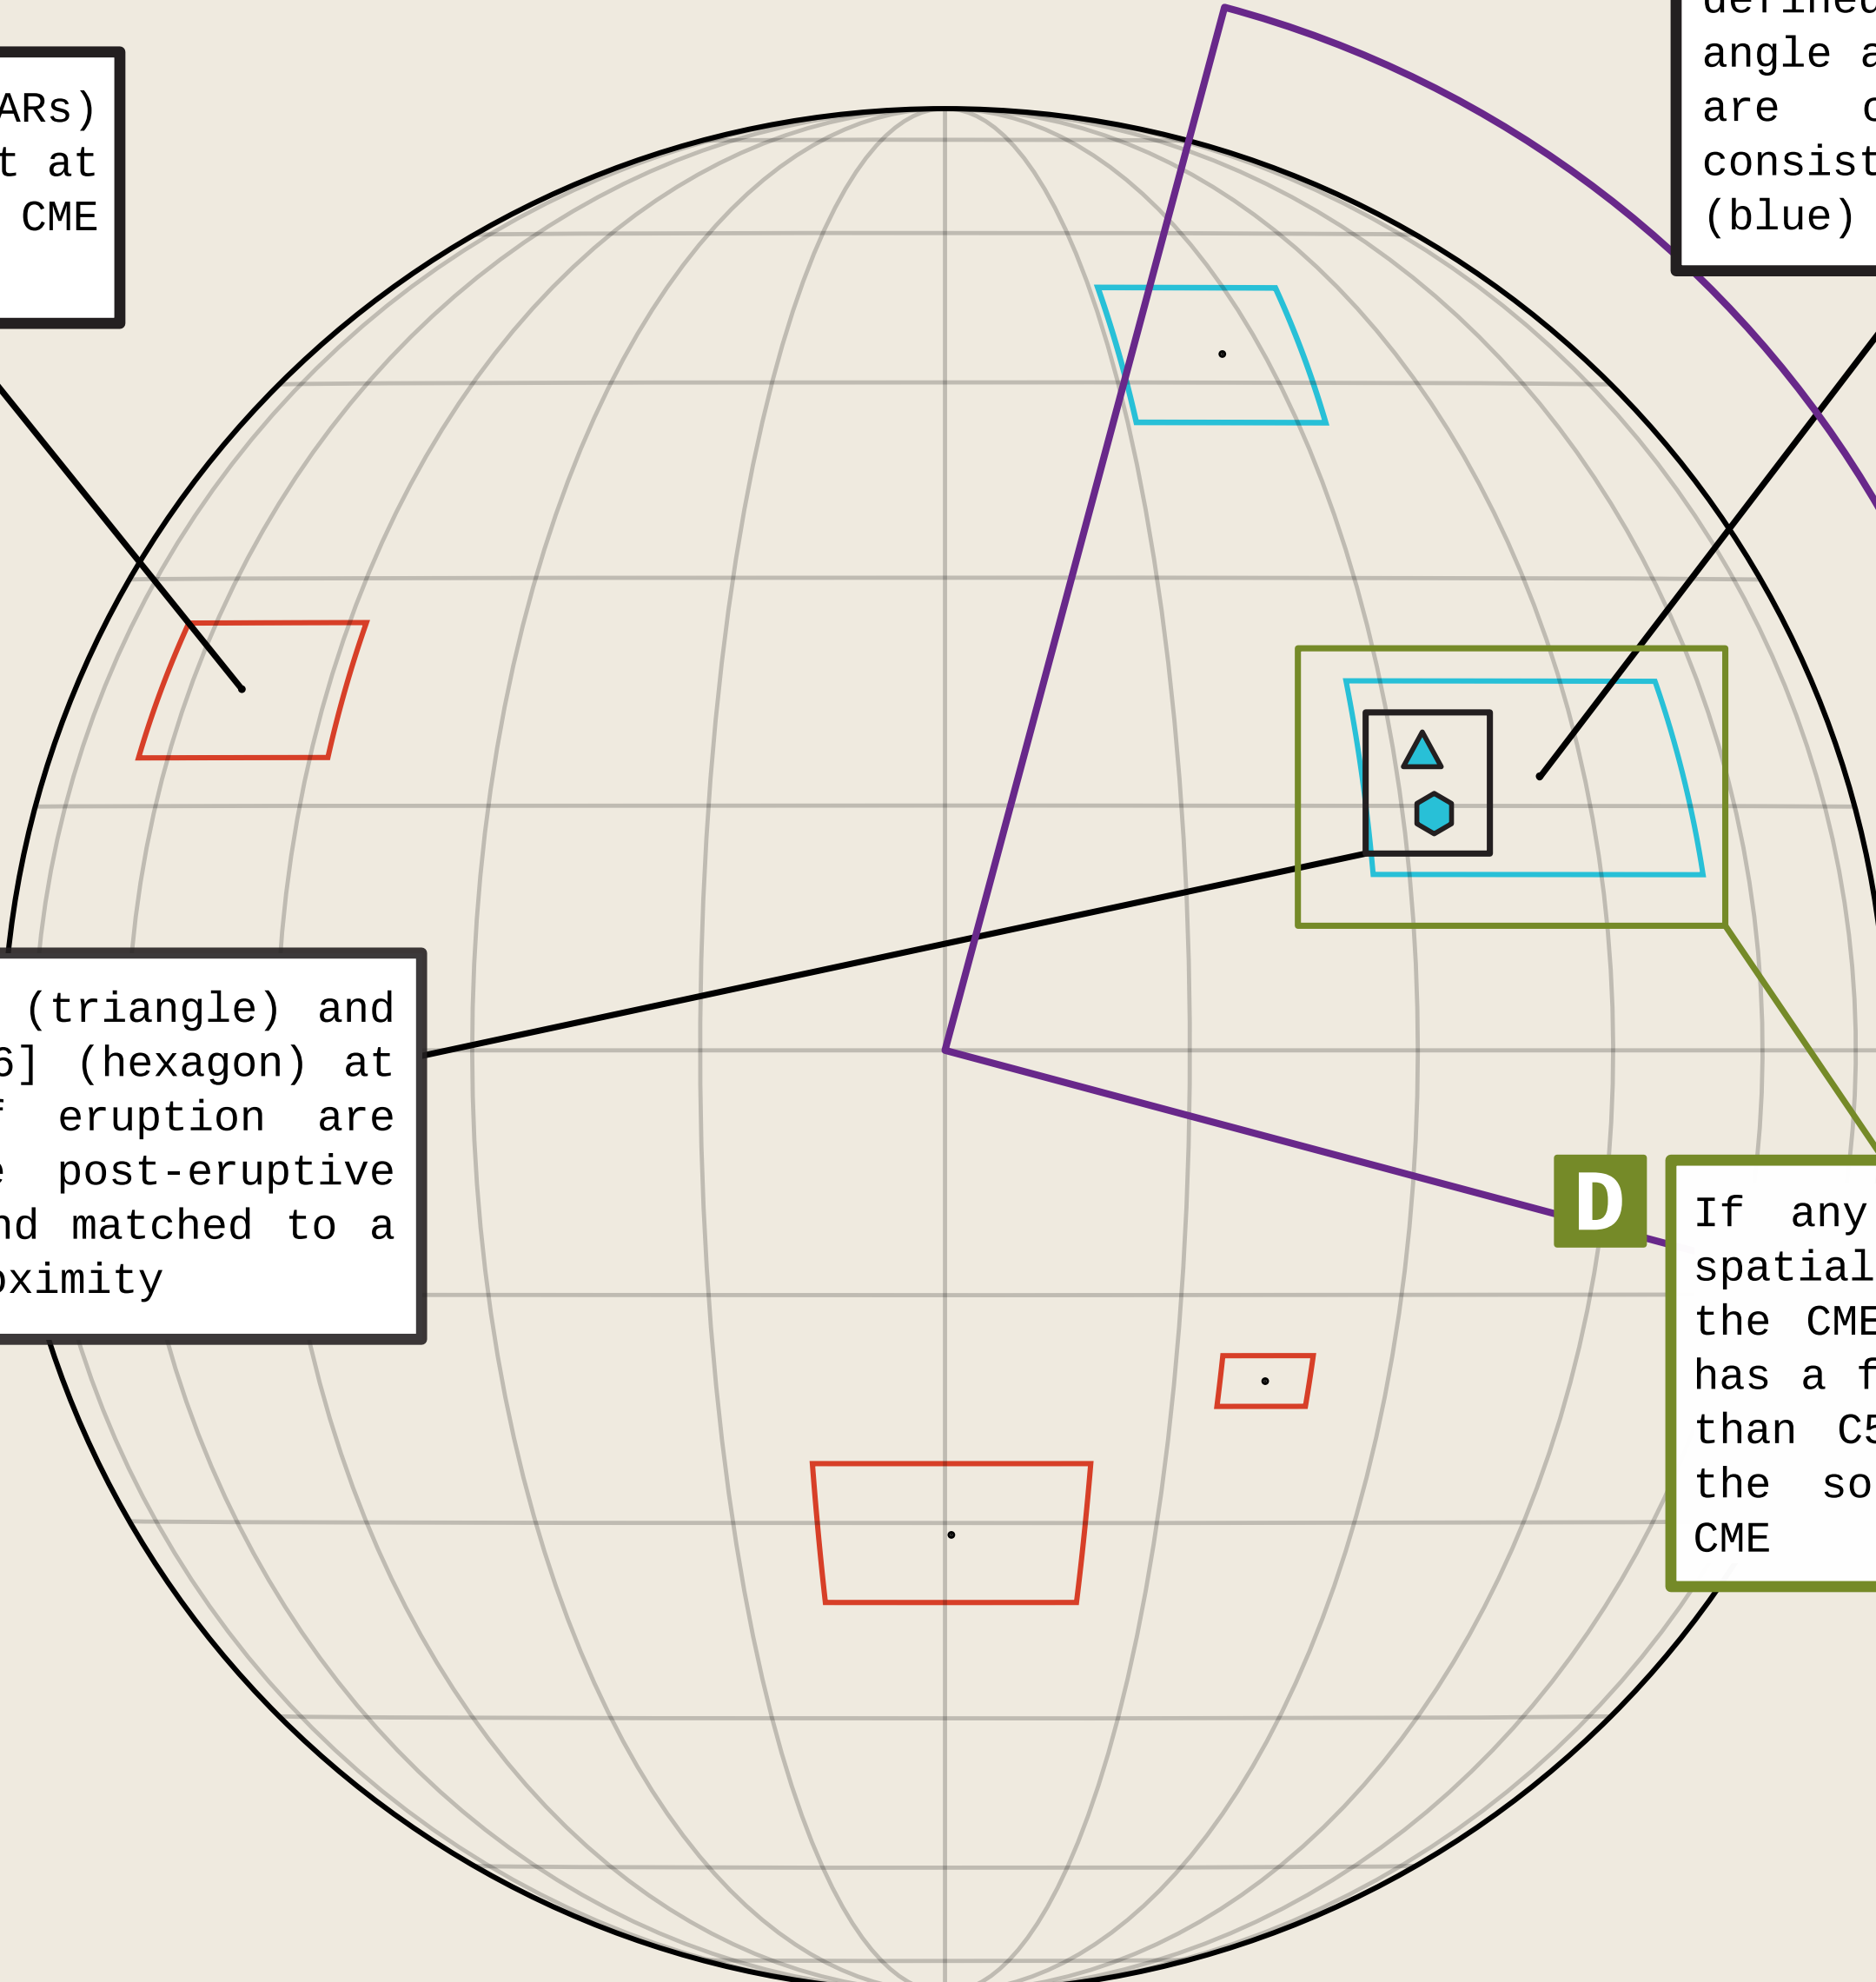 ARs)
t at
CME
defined
angle a
are c
consist
(blue)
(triangle) and
6] (hexagon) at
f eruption are
e post-eruptive
nd matched to a
oximity
D
If any
spatial
the CME
has a f
than C5
the so
CME